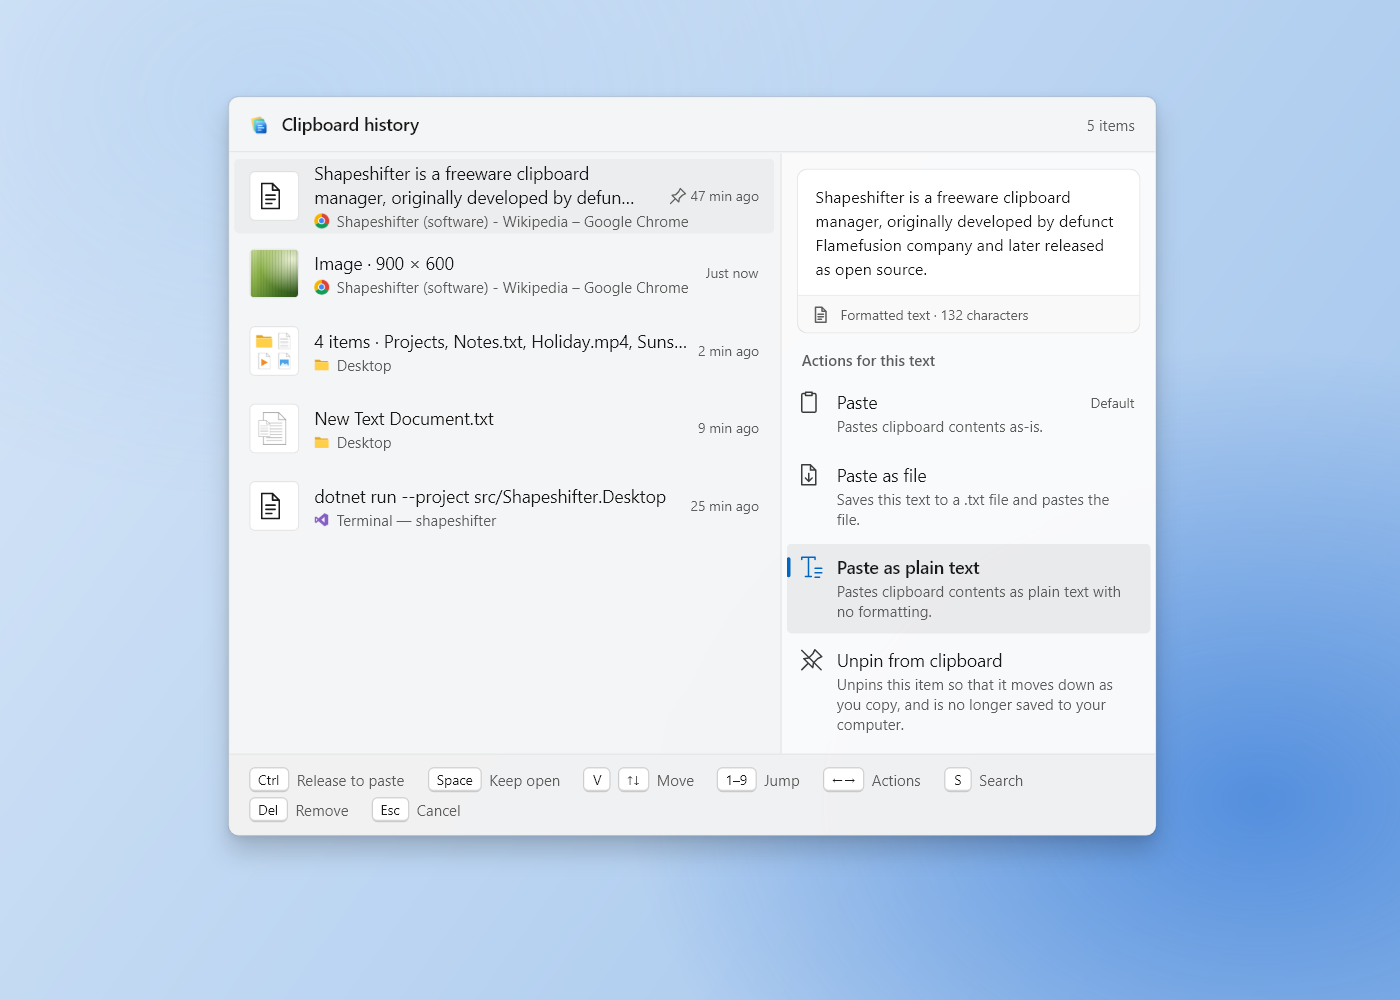 Clipboard history
5 items
Shapeshifter is a freeware clipboard
manager, originally developed by defun...
47 min ago
Shapeshifter (software) - Wikipedia – Google Chrome
Image · 900 × 600
Just now
Shapeshifter (software) - Wikipedia – Google Chrome
4 items · Projects, Notes.txt, Holiday.mp4, Suns...
2 min ago
Desktop
New Text Document.txt
9 min ago
Desktop
dotnet run --project src/Shapeshifter.Desktop
25 min ago
Terminal — shapeshifter
Shapeshifter is a freeware clipboard
manager, originally developed by defunct
Flamefusion company and later released
as open source.
Formatted text · 132 characters
Actions for this text
Paste
Default
Pastes clipboard contents as-is.
Paste as file
Saves this text to a .txt file and pastes the
file.
Paste as plain text
Pastes clipboard contents as plain text with
no formatting.
Unpin from clipboard
Unpins this item so that it moves down as
you copy, and is no longer saved to your
computer.
Ctrl Release to paste Space Keep open V ↑↓ Move 1–9 Jump ←→ Actions S Search
Del Remove Esc Cancel